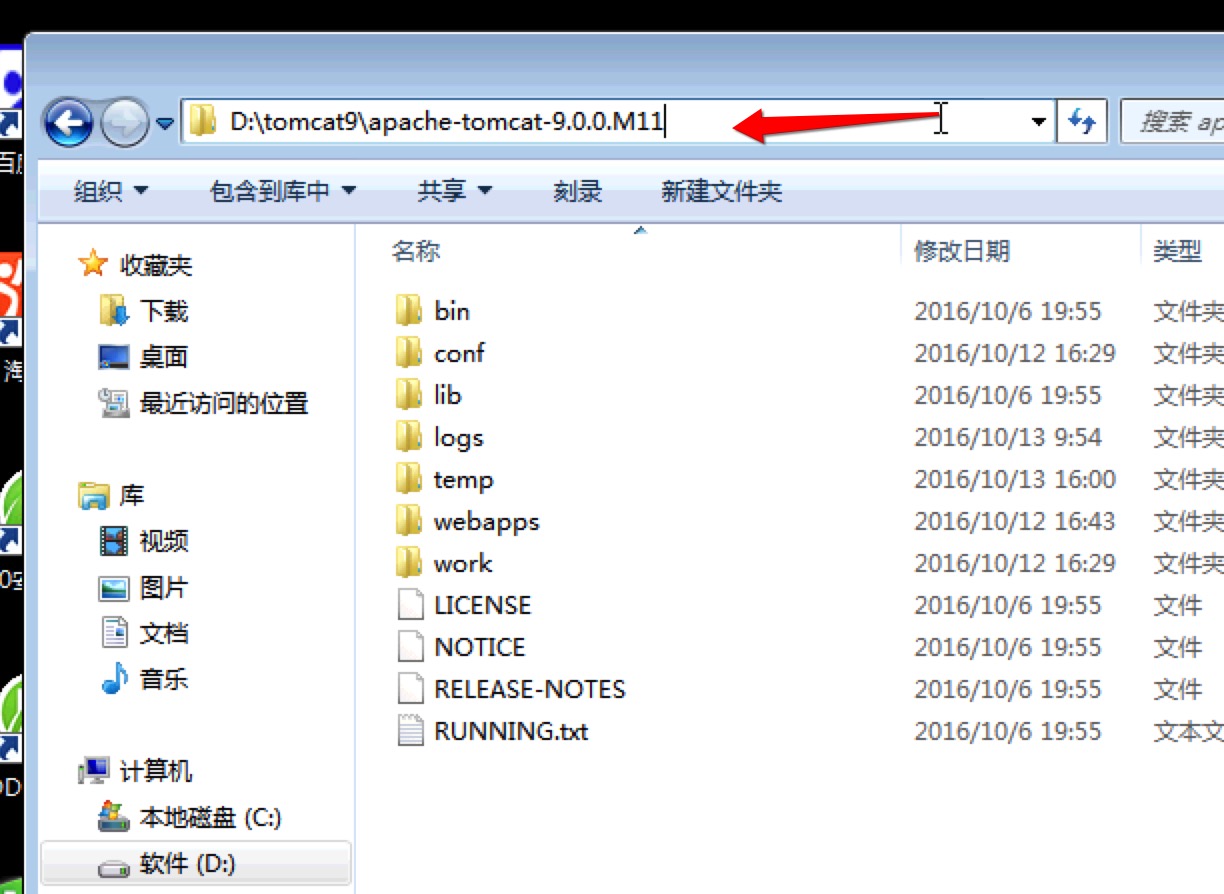 D:\tomcat9\apache-tomcat-9.0.0.M11
搜索 ap
组织 包含到库中 共享 刻录 新建文件夹
名称 修改日期 类型
收藏夹
下载
桌面
最近访问的位置
库
视频
图片
文档
音乐
计算机
本地磁盘 (C:)
软件 (D:)
bin 2016/10/6 19:55 文件夹
conf 2016/10/12 16:29 文件夹
lib 2016/10/6 19:55 文件夹
logs 2016/10/13 9:54 文件夹
temp 2016/10/13 16:00 文件夹
webapps 2016/10/12 16:43 文件夹
work 2016/10/12 16:29 文件夹
LICENSE 2016/10/6 19:55 文件
NOTICE 2016/10/6 19:55 文件
RELEASE-NOTES 2016/10/6 19:55 文件
RUNNING.txt 2016/10/6 19:55 文本文